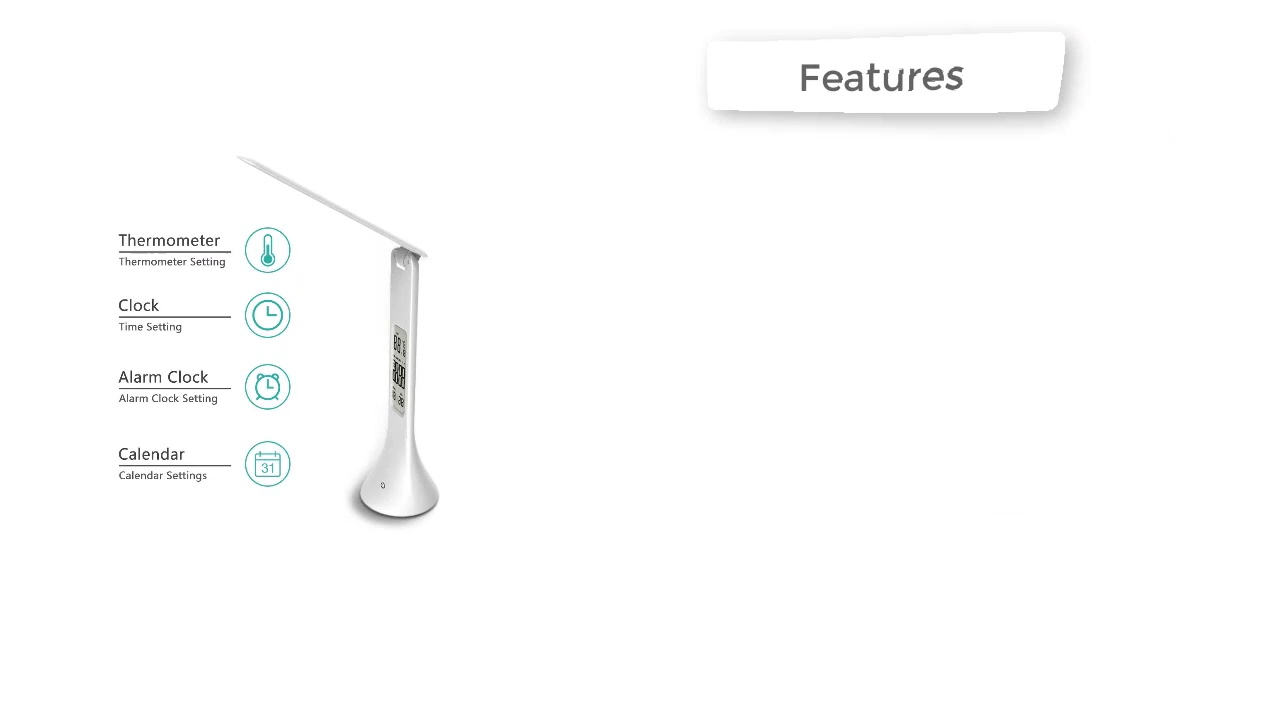 Features
Thermometer
Thermometer Setting
Clock
Time Setting
Alarm Clock
Alarm Clock Setting
Calendar
Calendar Settings
31